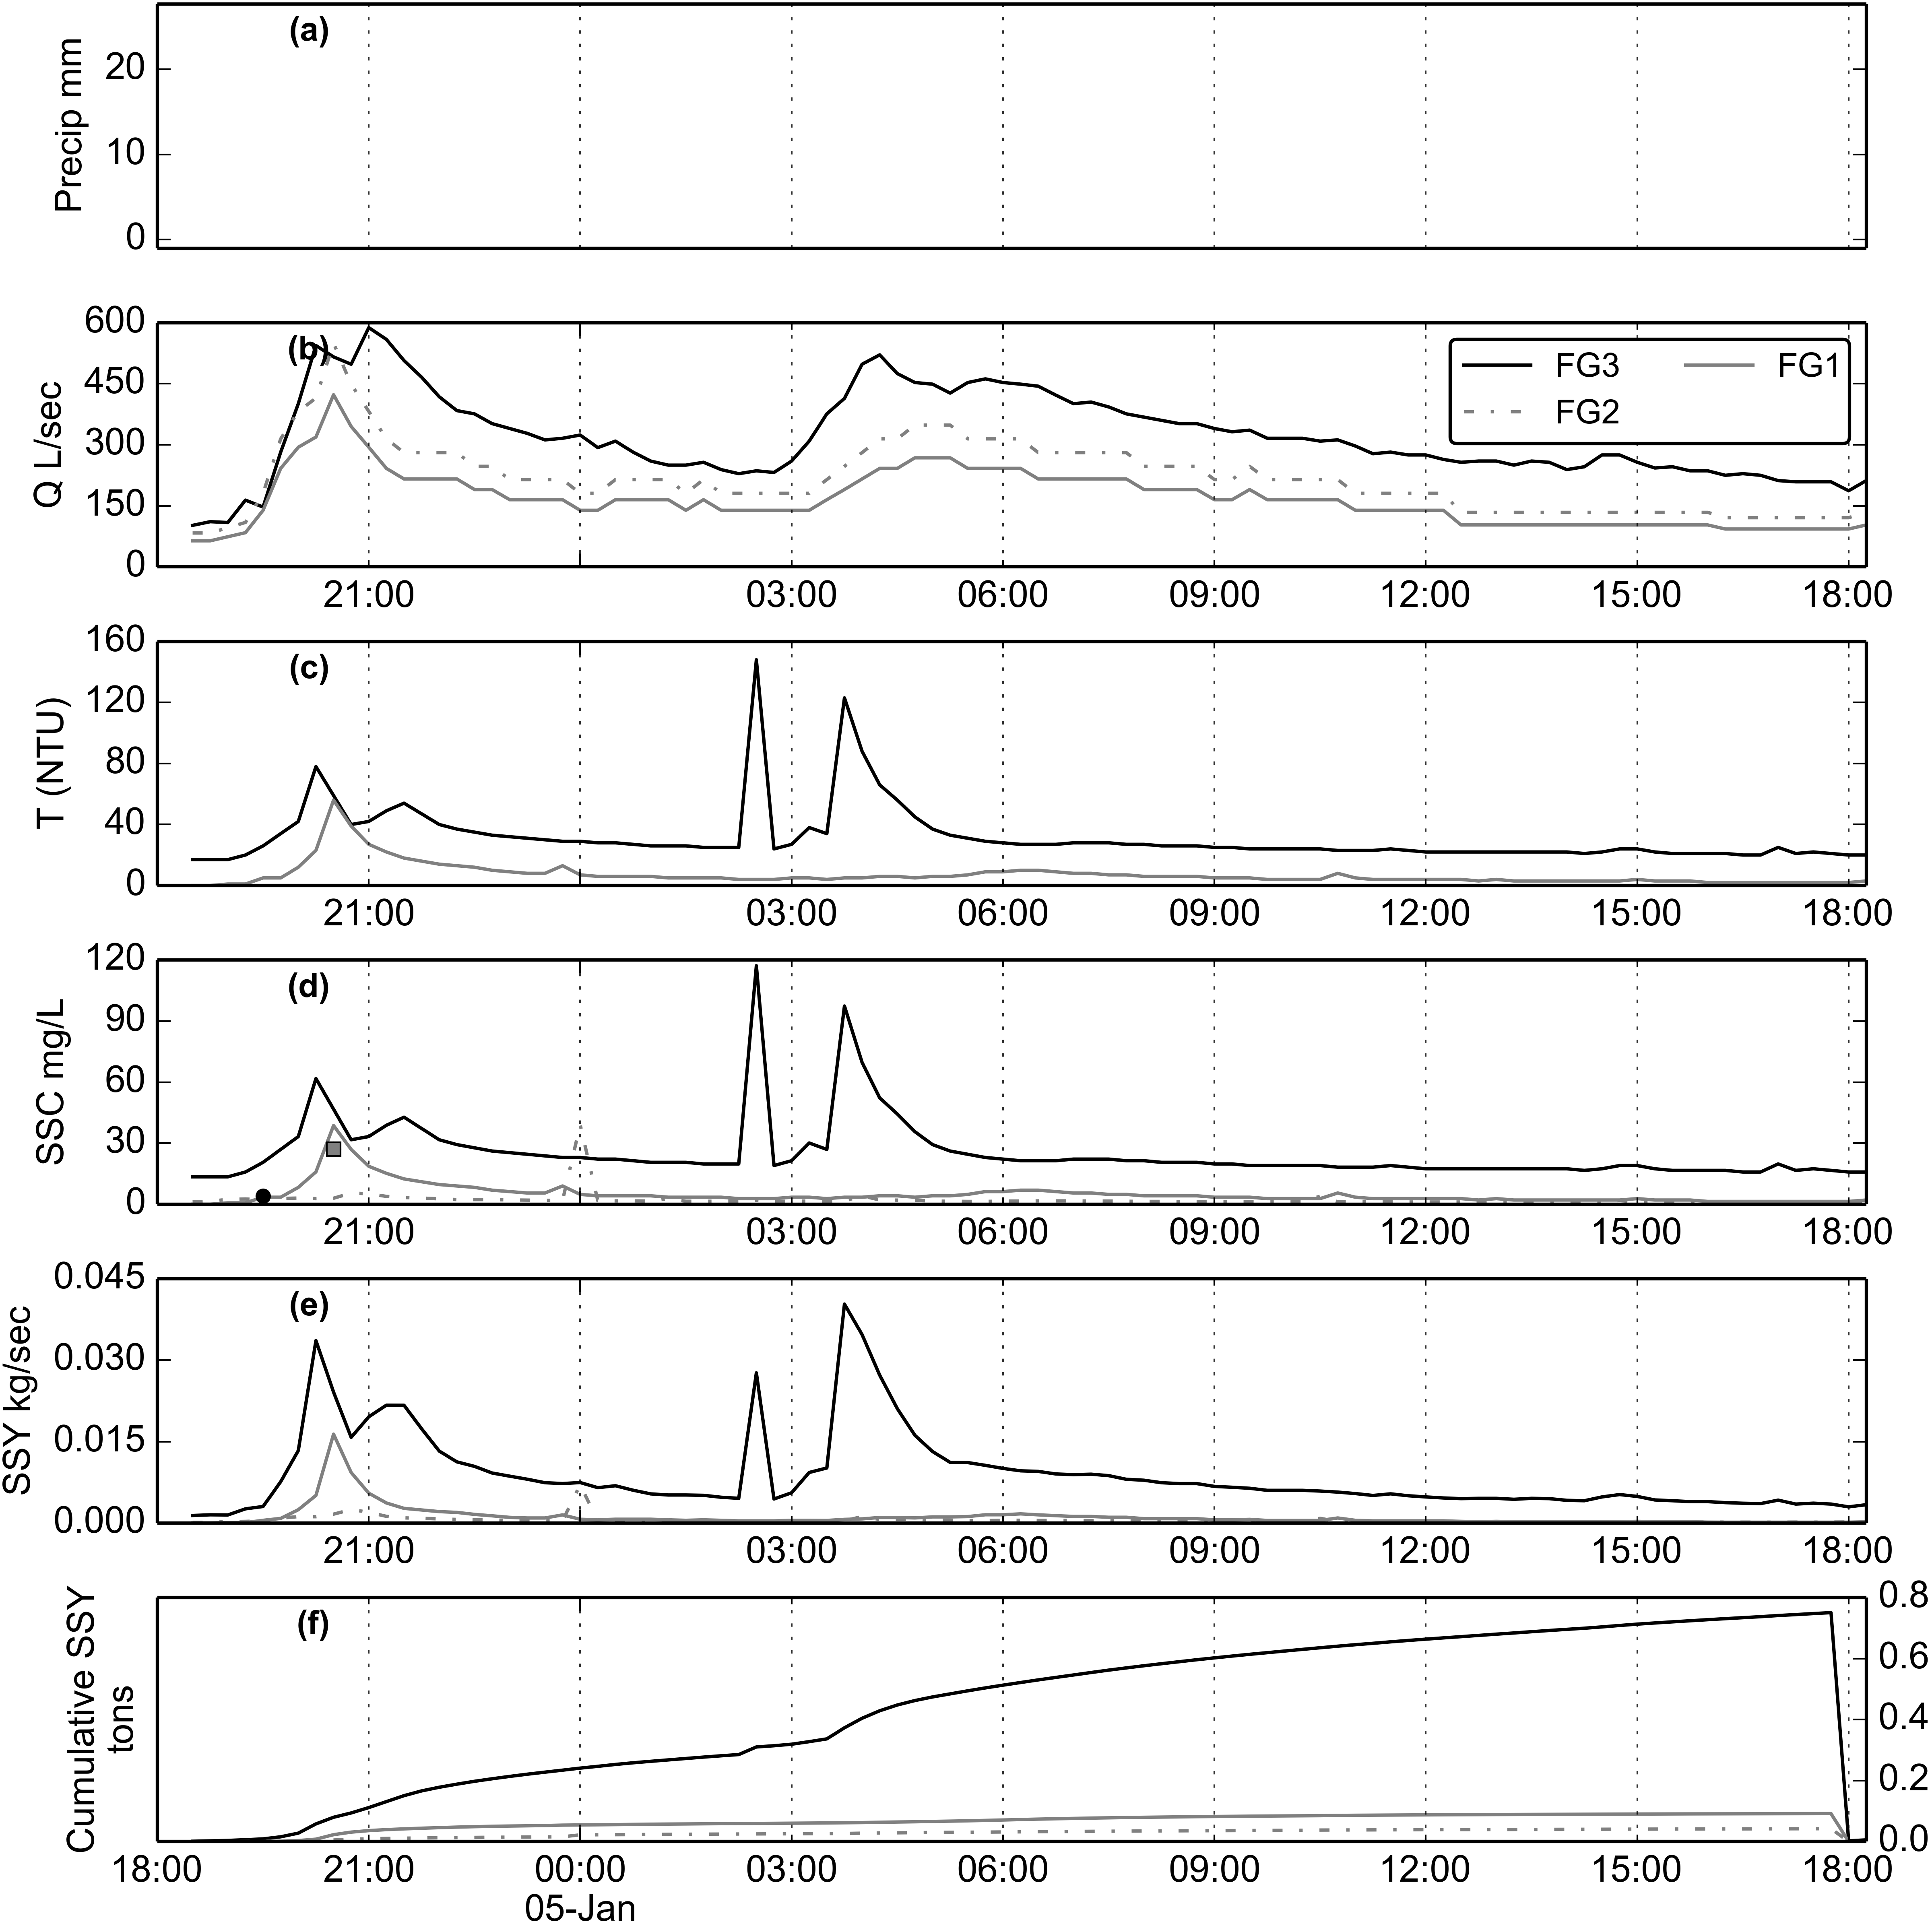 (a)
Precip mm
20
10
0
(b)
Q L/sec
600
450
300
150
0
FG3 FG1
FG2
21:00 03:00 06:00 09:00 12:00 15:00 18:00
(c)
T (NTU)
160
120
80
40
0
21:00 03:00 06:00 09:00 12:00 15:00 18:00
(d)
SSC mg/L
120
90
60
30
0
21:00 03:00 06:00 09:00 12:00 15:00 18:00
(e)
SSY kg/sec
0.045
0.030
0.015
0.000
21:00 03:00 06:00 09:00 12:00 15:00 18:00
(f)
Cumulative SSY
tons
0.8
0.6
0.4
0.2
0.0
18:00 21:00 00:00 03:00 06:00 09:00 12:00 15:00 18:00
05-Jan